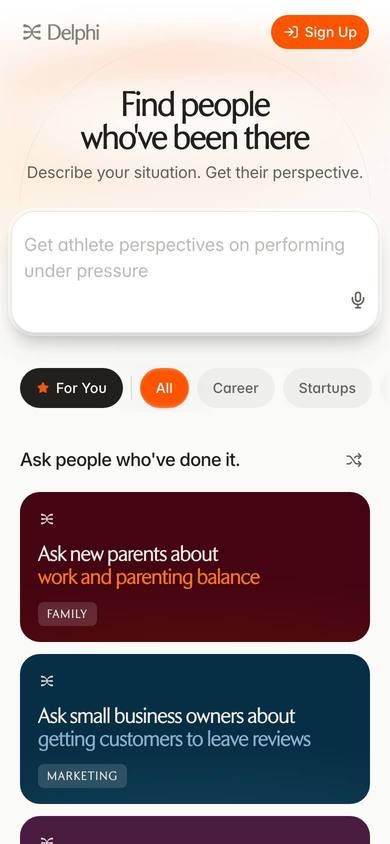 Delphi
Sign Up
Find people
who've been there
Describe your situation. Get their perspective.
Get athlete perspectives on performing
under pressure
For You
All
Career
Startups
Ask people who've done it.
Ask new parents about
work and parenting balance
FAMILY
Ask small business owners about
getting customers to leave reviews
MARKETING